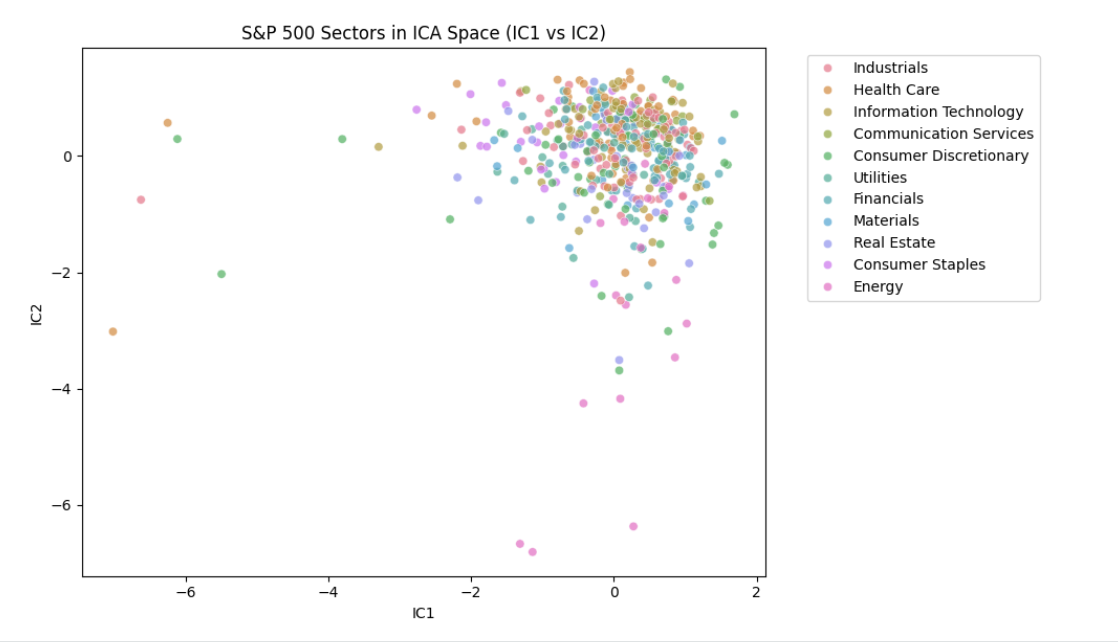 S&P 500 Sectors in ICA Space (IC1 vs IC2)
Industrials
Health Care
Information Technology
Communication Services
Consumer Discretionary
Utilities
Financials
Materials
Real Estate
Consumer Staples
Energy
IC2
0
−2
−4
−6
−6 −4 −2 0 2
IC1